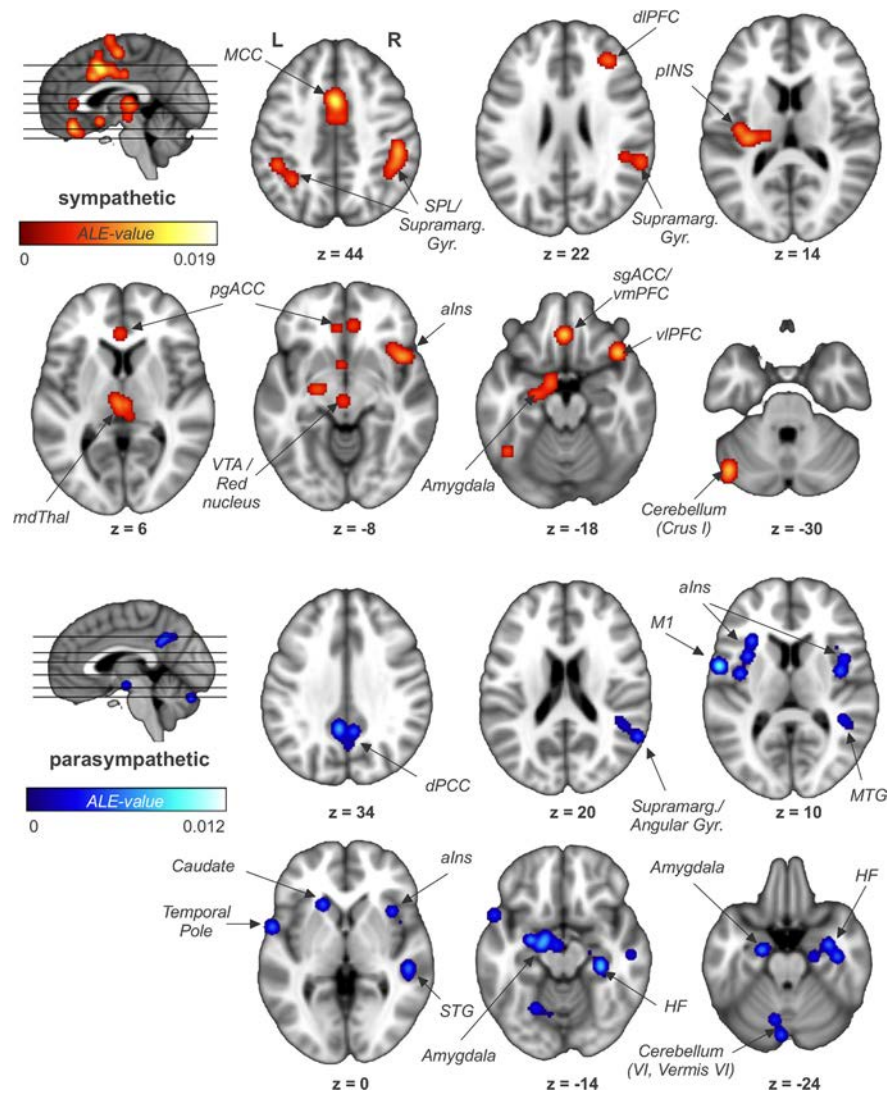 L
R
MCC
dlPFC
pINS
sympathetic
ALE-value
0
0.019
SPL/
Supramarg.
Gyr.
Supramarg.
Gyr.
z = 44
z = 22
z = 14
pgACC
sgACC/
vmPFC
aIns
vlPFC
VTA /
Red
nucleus
Amygdala
mdThal
Cerebellum
(Crus I)
z = 6
z = -8
z = -18
z = -30
aIns
M1
parasympathetic
ALE-value
0
0.012
dPCC
Supramarg./
Angular Gyr.
MTG
z = 34
z = 20
z = 10
Caudate
aIns
Amygdala
HF
Temporal
Pole
STG
Amygdala
HF
Cerebellum
(VI, Vermis VI)
z = 0
z = -14
z = -24